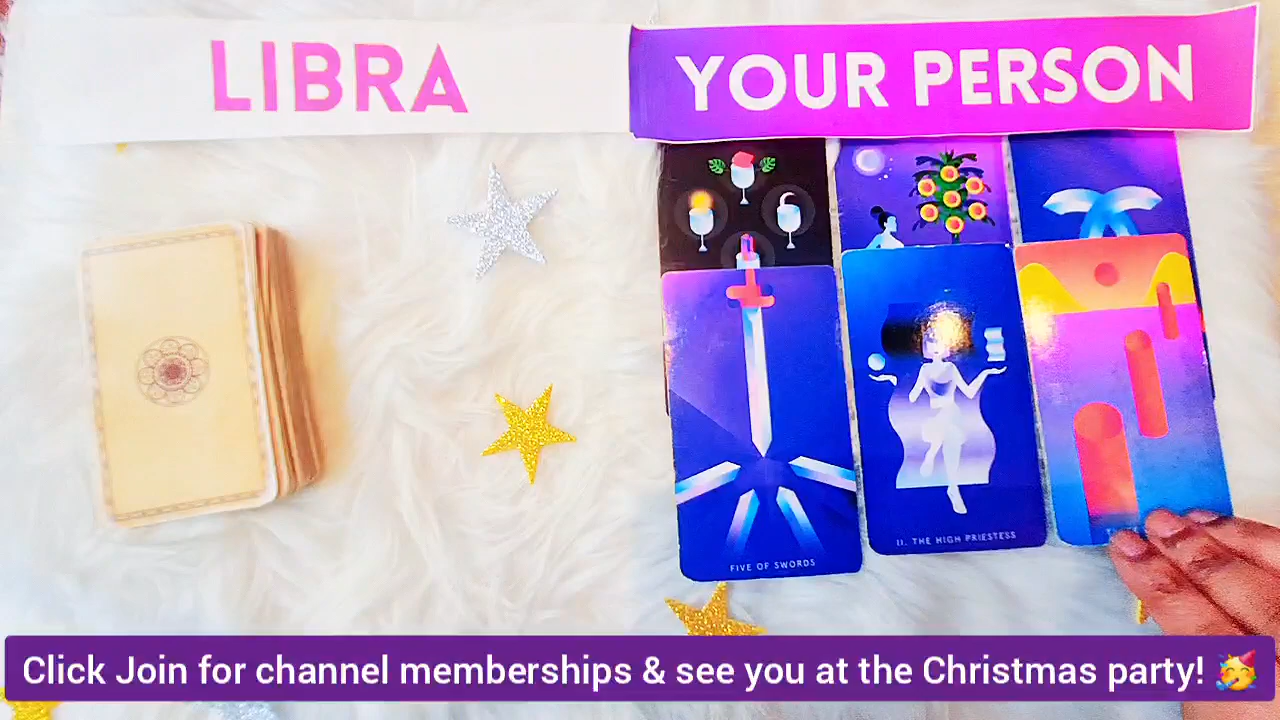 LIBRA
YOUR PERSON
FIVE OF SWORDS
II. THE HIGH PRIESTESS
Click Join for channel memberships & see you at the Christmas party! 🥳